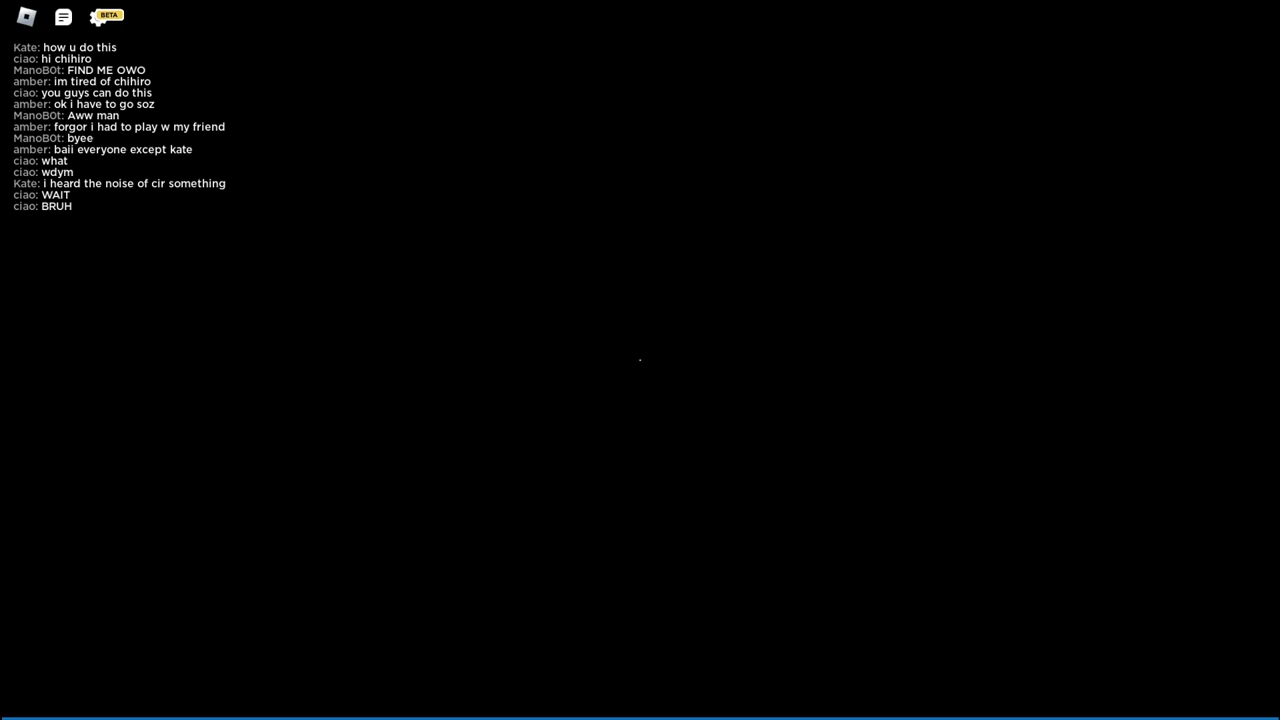 BETA
Kate: how u do this
ciao: hi chihiro
ManoB0t: FIND ME OWO
amber: im tired of chihiro
ciao: you guys can do this
amber: ok i have to go soz
ManoB0t: Aww man
amber: forgor i had to play w my friend
ManoB0t: byee
amber: baii everyone except kate
ciao: what
ciao: wdym
Kate: i heard the noise of cir something
ciao: WAIT
ciao: BRUH